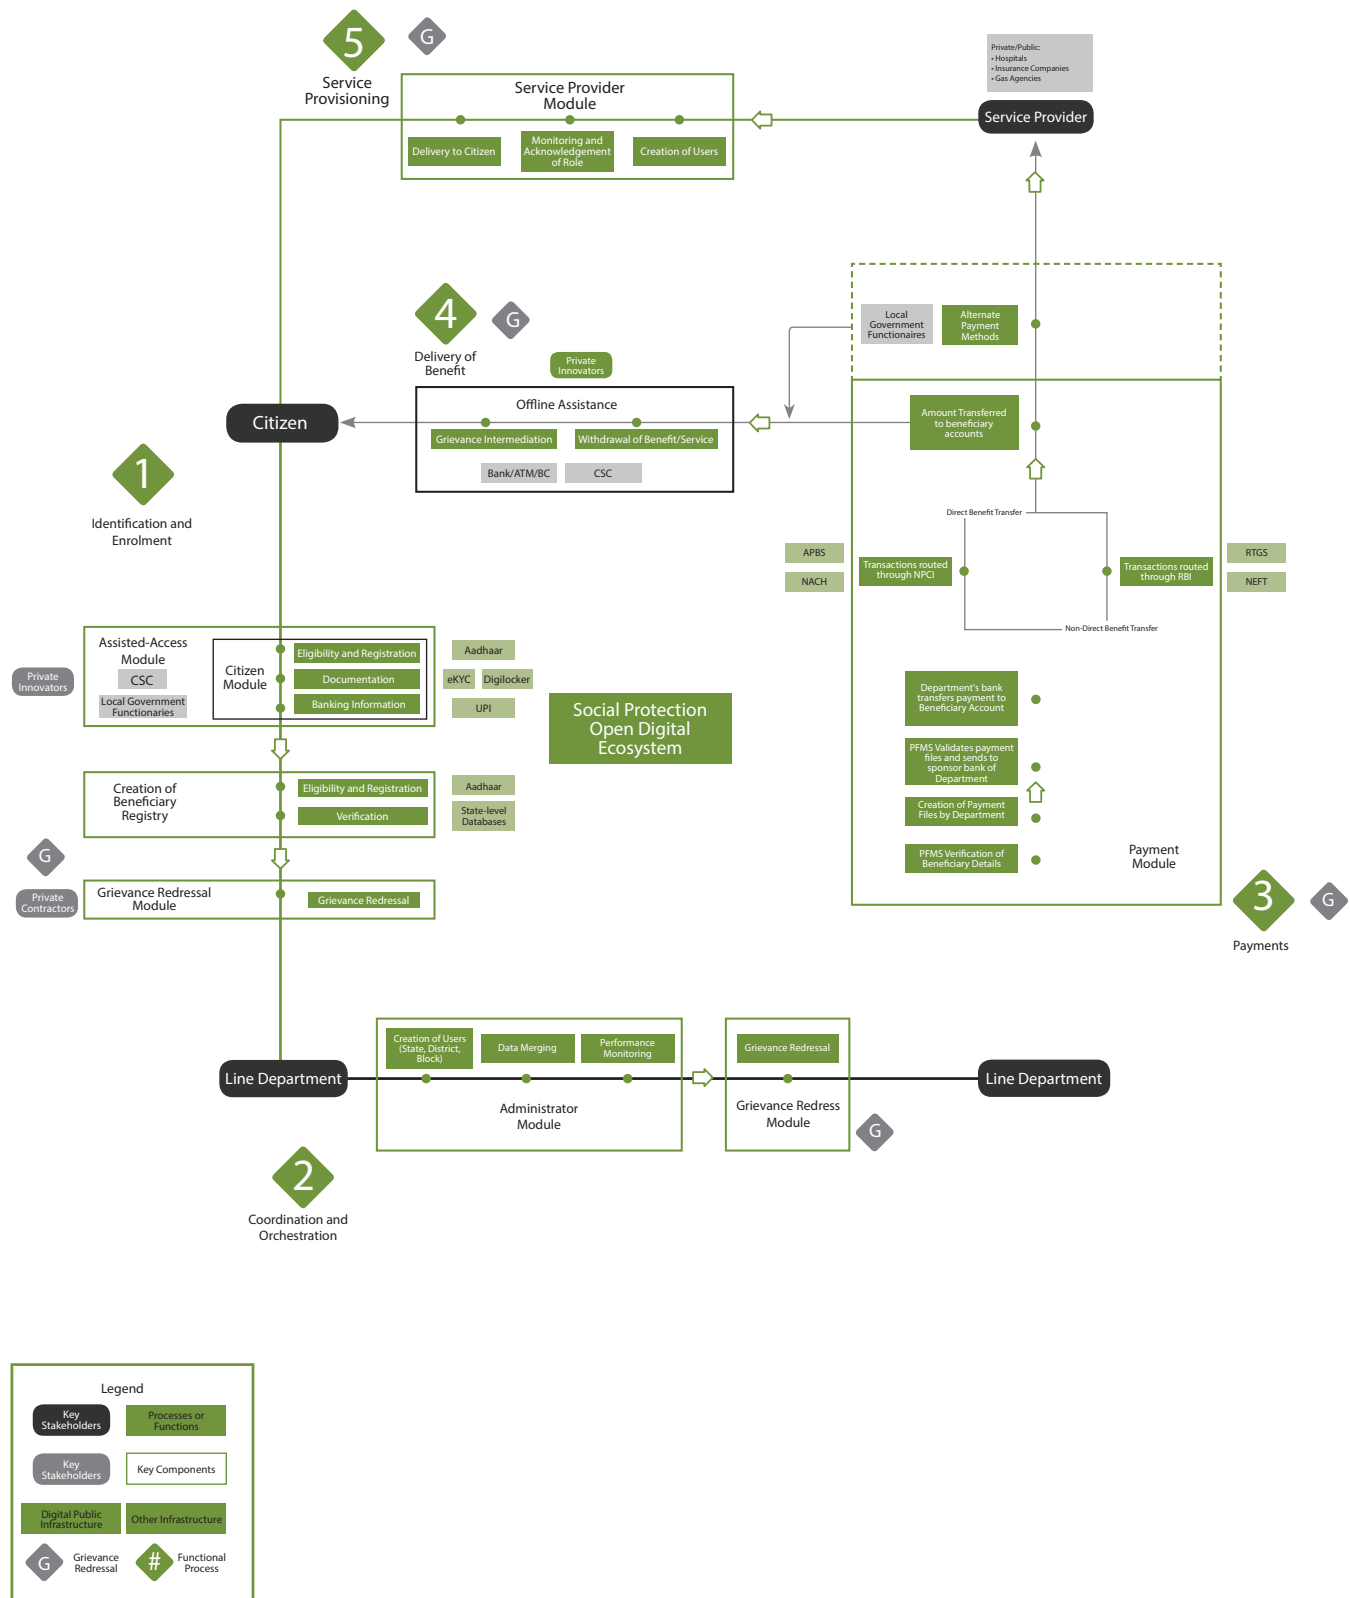 5
G
Service
Provisioning
Service Provider
Module
Delivery to Citizen
Monitoring and
Acknowledgement
of Role
Creation of Users
Private/Public:
• Hospitals
• Insurance Companies
• Gas Agencies
Service Provider
4
G
Delivery of
Benefit
Private
Innovators
Offline Assistance
Grievance Intermediation
Withdrawal of Benefit/Service
Bank/ATM/BC
CSC
Local
Government
Functionaires
Alternate
Payment
Methods
Amount Transferred
to beneficiary
accounts
Citizen
1
Identification and
Enrolment
Direct Benefit Transfer
APBS
NACH
Transactions routed
through NPCI
Transactions routed
through RBI
RTGS
NEFT
Non-Direct Benefit Transfer
Assisted-Access
Module
CSC
Local Government
Functionaries
Private
Innovators
Citizen
Module
Eligibility and Registration
Documentation
Banking Information
Aadhaar
eKYC
Digilocker
UPI
Social Protection
Open Digital
Ecosystem
Department's bank
transfers payment to
Beneficiary Account
PFMS Validates payment
files and sends to
sponsor bank of
Department
Creation of Payment
Files by Department
PFMS Verification of
Beneficiary Details
Payment
Module
3
G
Payments
Creation of
Beneficiary
Registry
Eligibility and Registration
Verification
Aadhaar
State-level
Databases
G
Private
Contractors
Grievance Redressal
Module
Grievance Redressal
Line Department
Creation of Users
(State, District,
Block)
Data Merging
Performance
Monitoring
Administrator
Module
Grievance Redressal
Grievance Redress
Module
G
Line Department
2
Coordination and
Orchestration
Legend
Key
Stakeholders
Processes or
Functions
Key
Stakeholders
Key Components
Digital Public
Infrastructure
Other Infrastructure
G
Grievance
Redressal
#
Functional
Process